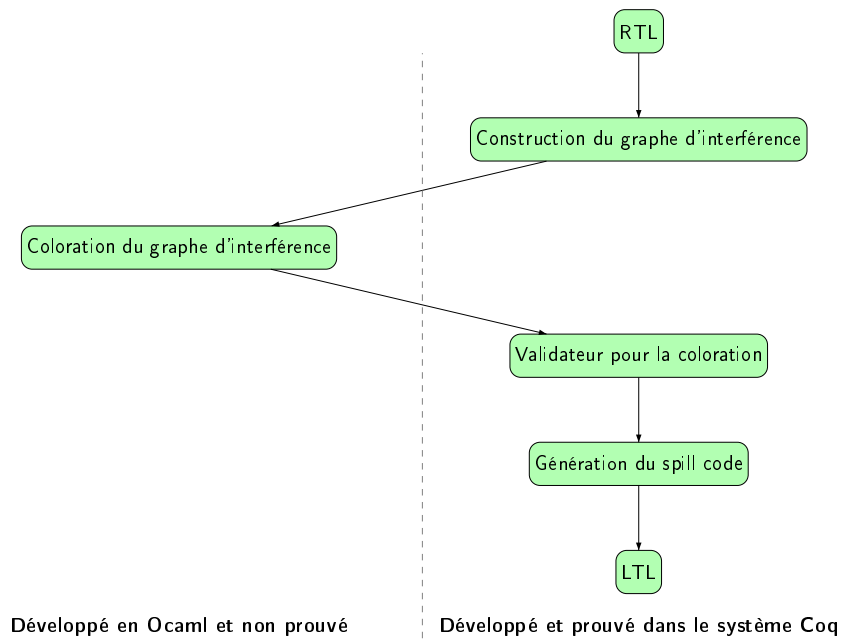 RTL
Construction du graphe d'interférence
Coloration du graphe d'interférence
Validateur pour la coloration
Génération du spill code
LTL
Développé en Ocaml et non prouvé
Développé et prouvé dans le système Coq